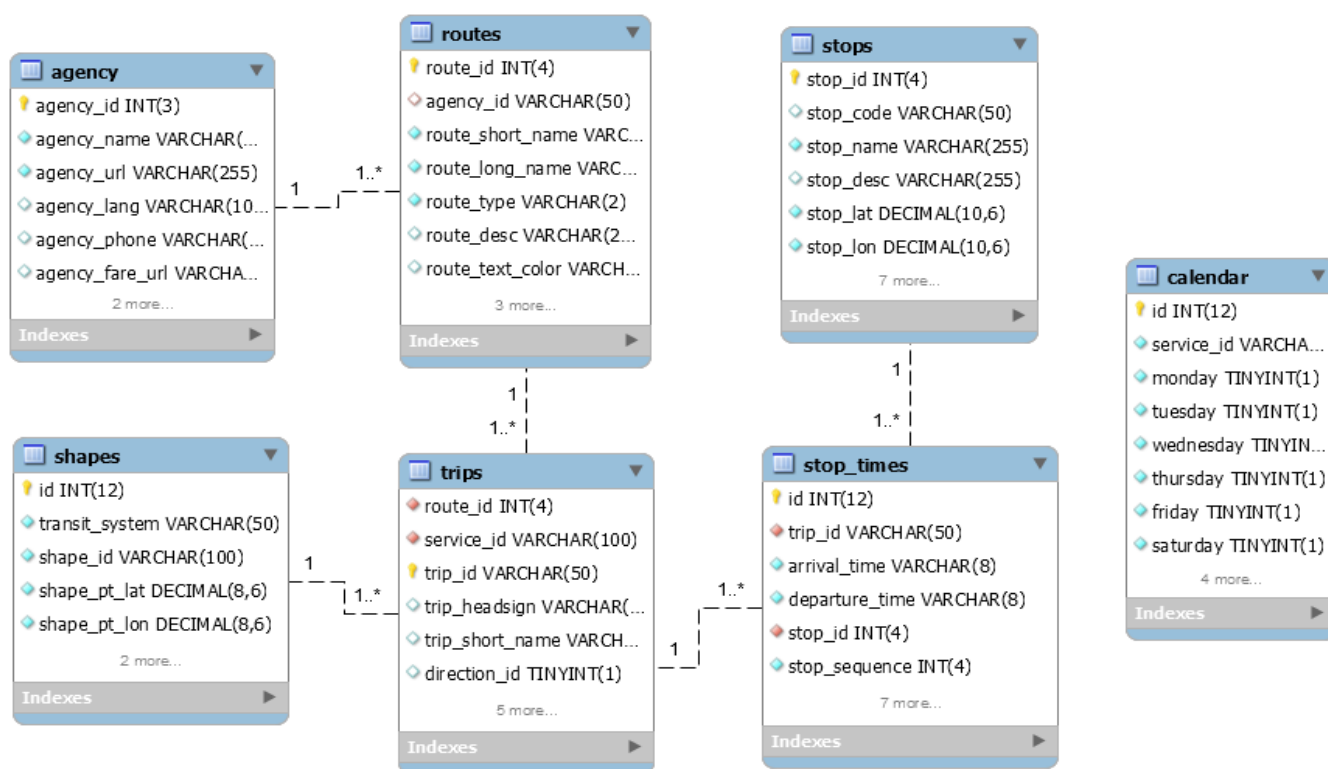 agency
agency_id INT(3)
agency_name VARCHAR(...
agency_url VARCHAR(255)
agency_lang VARCHAR(10...
agency_phone VARCHAR(...
agency_fare_url VARCHA...
2 more...
Indexes
1
1..*
routes
route_id INT(4)
agency_id VARCHAR(50)
route_short_name VARC...
route_long_name VARC...
route_type VARCHAR(2)
route_desc VARCHAR(2...
route_text_color VARCH...
3 more...
Indexes
1
1..*
stops
stop_id INT(4)
stop_code VARCHAR(50)
stop_name VARCHAR(255)
stop_desc VARCHAR(255)
stop_lat DECIMAL(10,6)
stop_lon DECIMAL(10,6)
7 more...
Indexes
1
1..*
calendar
id INT(12)
service_id VARCHA...
monday TINYINT(1)
tuesday TINYINT(1)
wednesday TINYIN...
thursday TINYINT(1)
friday TINYINT(1)
saturday TINYINT(1)
4 more...
Indexes
shapes
id INT(12)
transit_system VARCHAR(50)
shape_id VARCHAR(100)
shape_pt_lat DECIMAL(8,6)
shape_pt_lon DECIMAL(8,6)
2 more...
Indexes
1
1..*
trips
route_id INT(4)
service_id VARCHAR(100)
trip_id VARCHAR(50)
trip_headsign VARCHAR(...
trip_short_name VARCH...
direction_id TINYINT(1)
5 more...
Indexes
1
1..*
stop_times
id INT(12)
trip_id VARCHAR(50)
arrival_time VARCHAR(8)
departure_time VARCHAR(8)
stop_id INT(4)
stop_sequence INT(4)
7 more...
Indexes